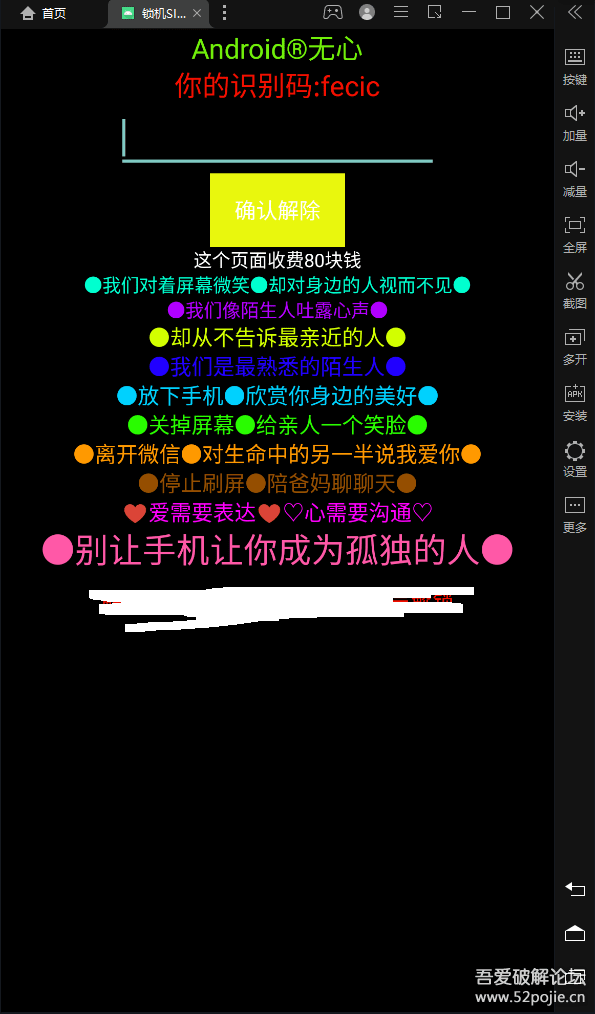 首页
锁机SI...
Android®无心
你的识别码:fecic
确认解除
这个页面收费80块钱
●我们对着屏幕微笑●却对身边的人视而不见●
●我们像陌生人吐露心声●
●却从不告诉最亲近的人●
●我们是最熟悉的陌生人●
●放下手机●欣赏你身边的美好●
●关掉屏幕●给亲人一个笑脸●
●离开微信●对生命中的另一半说我爱你●
●停止刷屏●陪爸妈聊聊天●
❤爱需要表达❤♡心需要沟通♡
●别让手机让你成为孤独的人●
按键
加量
减量
全屏
截图
多开
APK
安装
设置
更多
吾爱破解论坛
www.52pojie.cn